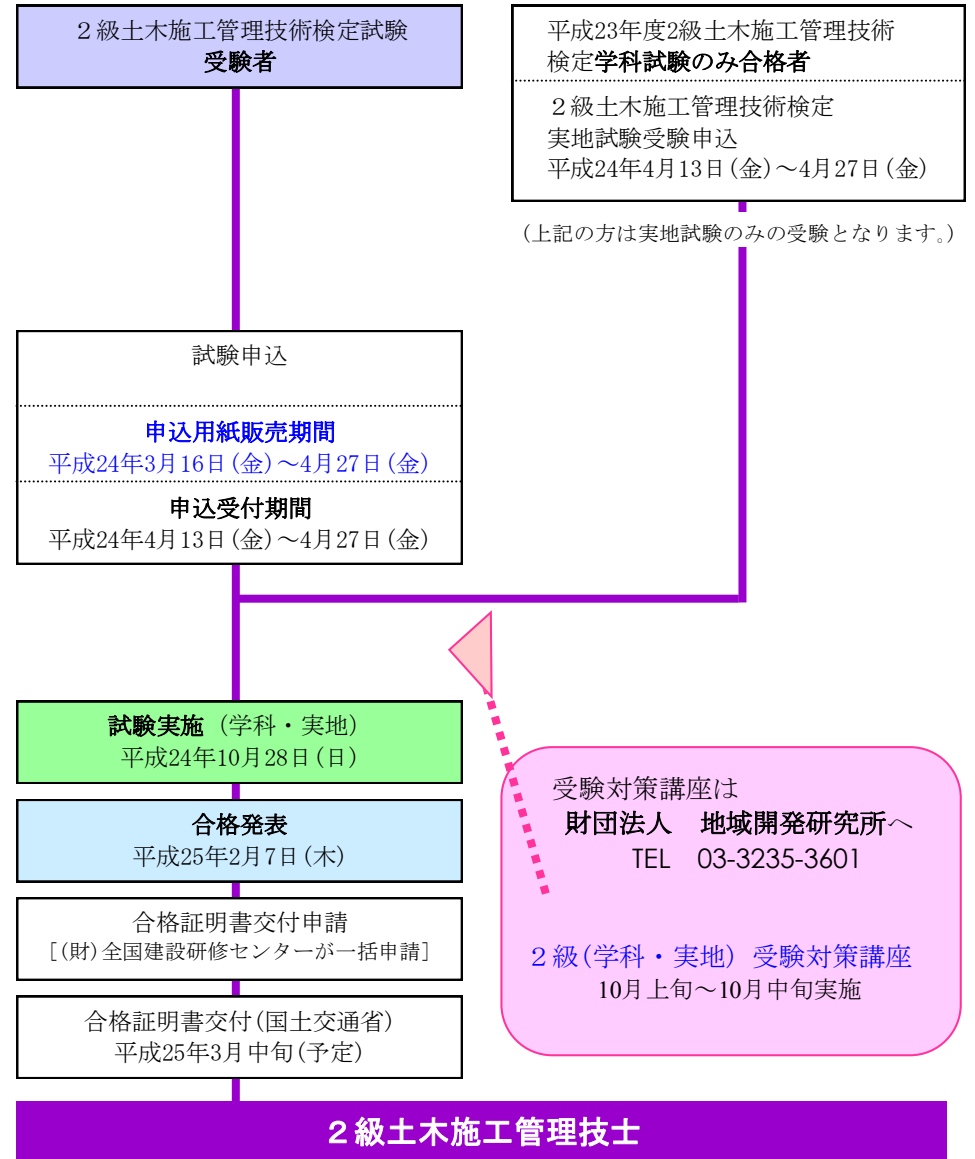 ２級土木施工管理技術検定試験
受験者
平成23年度2級土木施工管理技術
検定学科試験のみ合格者
２級土木施工管理技術検定
実地試験受験申込
平成24年4月13日(金)～4月27日(金)
(上記の方は実地試験のみの受験となります。)
試験申込
申込用紙販売期間
平成24年3月16日(金)～4月27日(金)
申込受付期間
平成24年4月13日(金)～4月27日(金)
試験実施 (学科・実地)
平成24年10月28日(日)
合格発表
平成25年2月7日(木)
合格証明書交付申請
[(財)全国建設研修センターが一括申請]
合格証明書交付(国土交通省)
平成25年3月中旬(予定)
受験対策講座は
財団法人　地域開発研究所へ
TEL　03-3235-3601
２級(学科・実地) 受験対策講座
10月上旬～10月中旬実施
２級土木施工管理技士